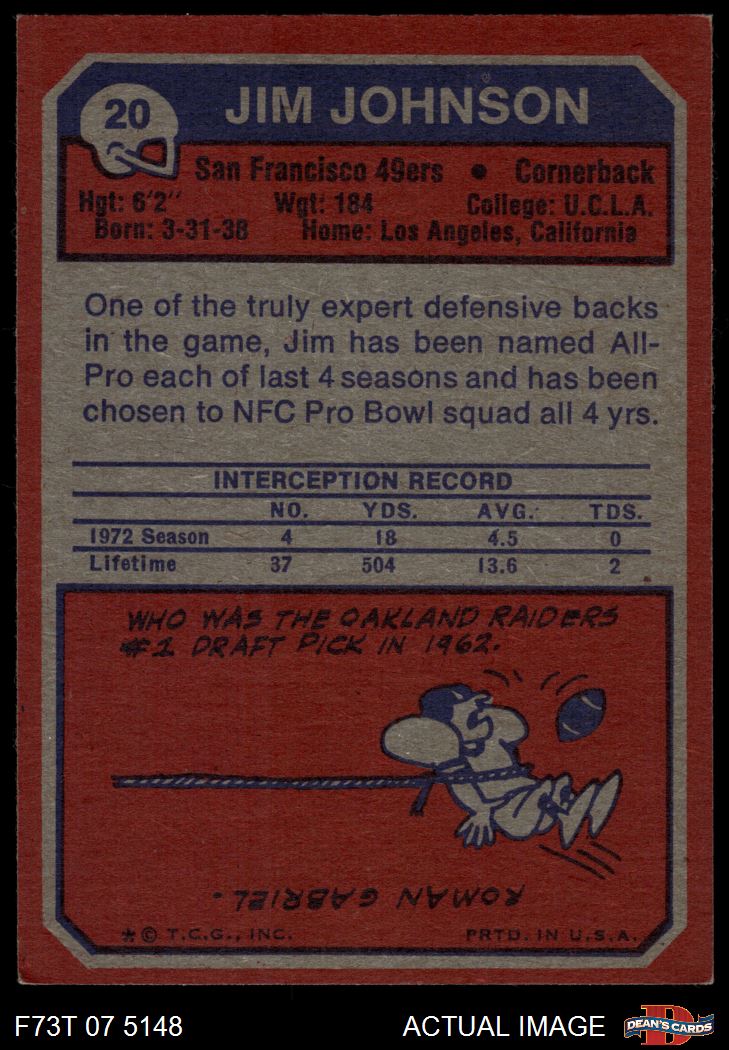 20
JIM JOHNSON
San Francisco 49ers • Cornerback
Hgt: 6'2" Wgt: 184 College: U.C.L.A.
Born: 3-31-38 Home: Los Angeles, California
One of the truly expert defensive backs
in the game, Jim has been named All-
Pro each of last 4 seasons and has been
chosen to NFC Pro Bowl squad all 4 yrs.
INTERCEPTION RECORD
NO. YDS. AVG. TDS.
1972 Season 4 18 4.5 0
Lifetime 37 504 13.6 2
WHO WAS THE OAKLAND RAIDERS
#1 DRAFT PICK IN 1962.
ROMAN GABRIEL.
* © T.C.G., INC. PRTD. IN U.S.A.
F73T 07 5148 ACTUAL IMAGE
D
DEAN'S CARDS